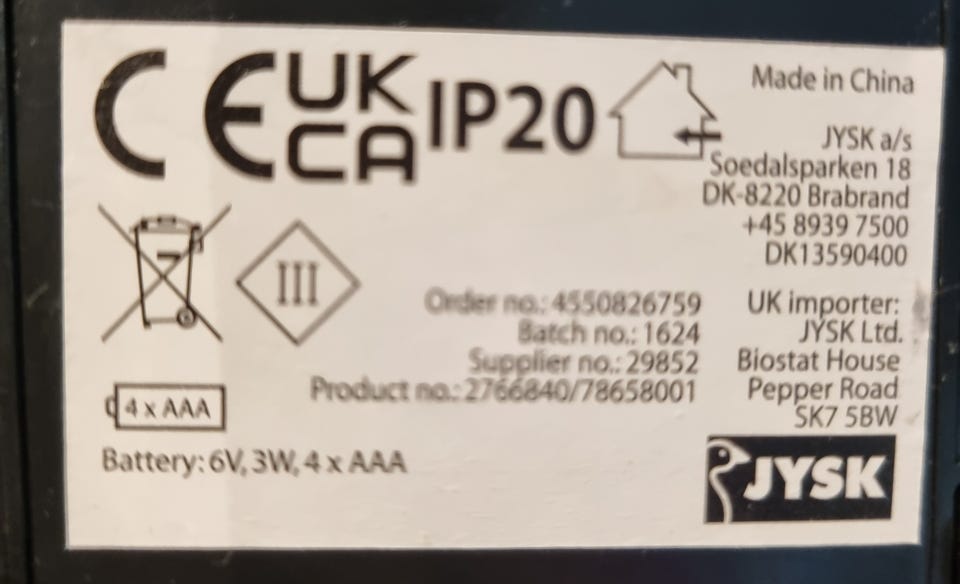 CE UK CA IP20
III
4 x AAA
Battery: 6V, 3W, 4 x AAA
Order no.: 4550826759
Batch no.: 1624
Supplier no.: 29852
Product no.: 2766840/78658001
Made in China
JYSK a/s
Soedalsparken 18
DK-8220 Brabrand
+45 8939 7500
DK13590400
UK importer:
JYSK Ltd.
Biostat House
Pepper Road
SK7 5BW
JYSK